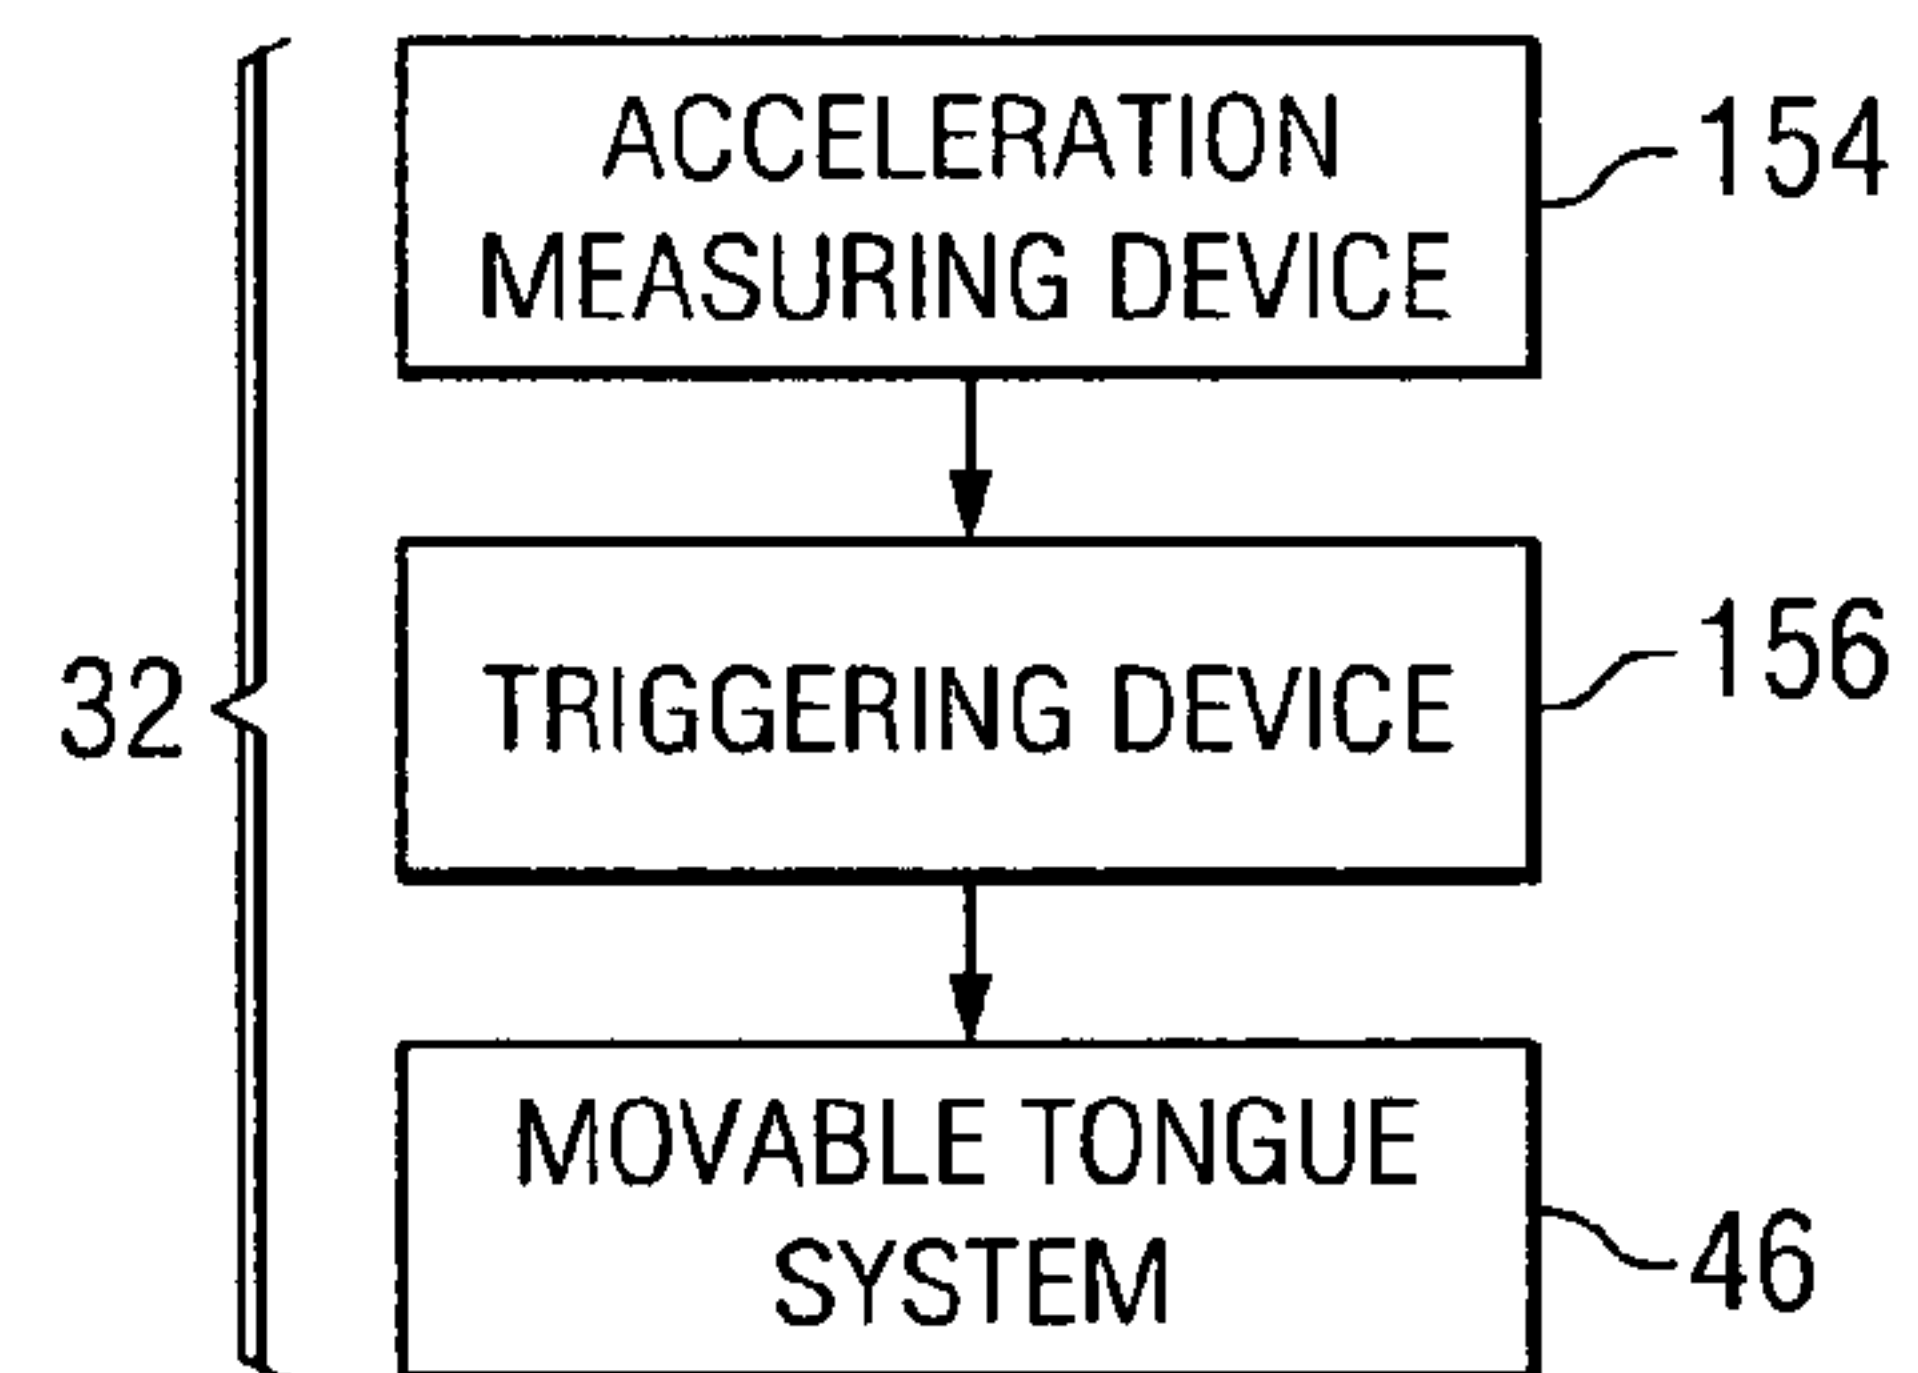 ACCELERATION
MEASURING DEVICE
154
TRIGGERING DEVICE
156
32
MOVABLE TONGUE
SYSTEM
46